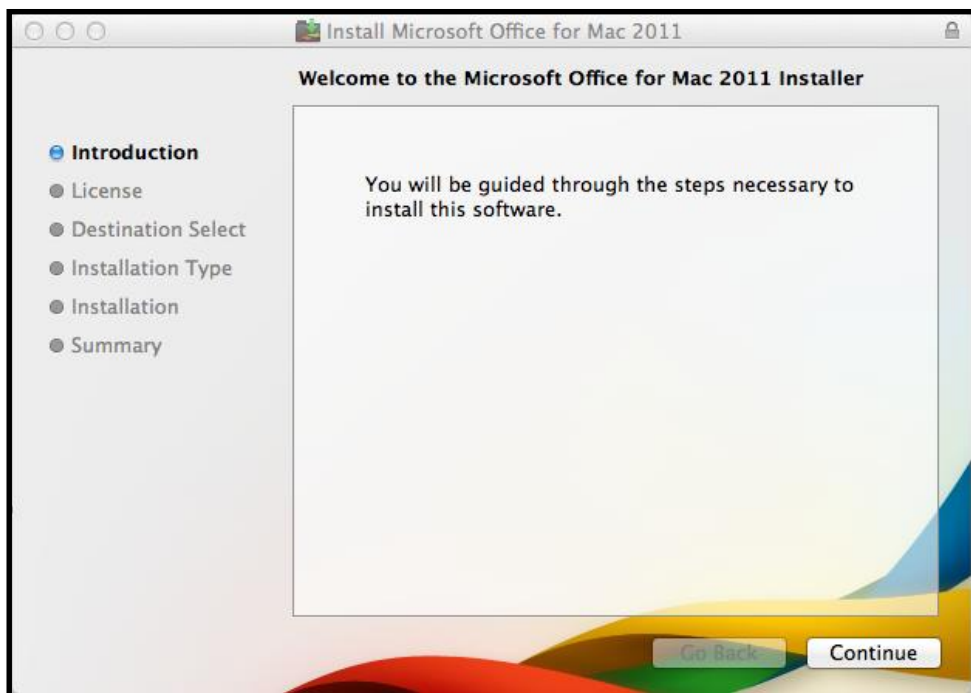 Install Microsoft Office for Mac 2011
Welcome to the Microsoft Office for Mac 2011 Installer
Introduction
License
Destination Select
Installation Type
Installation
Summary
You will be guided through the steps necessary to
install this software.
Go Back
Continue